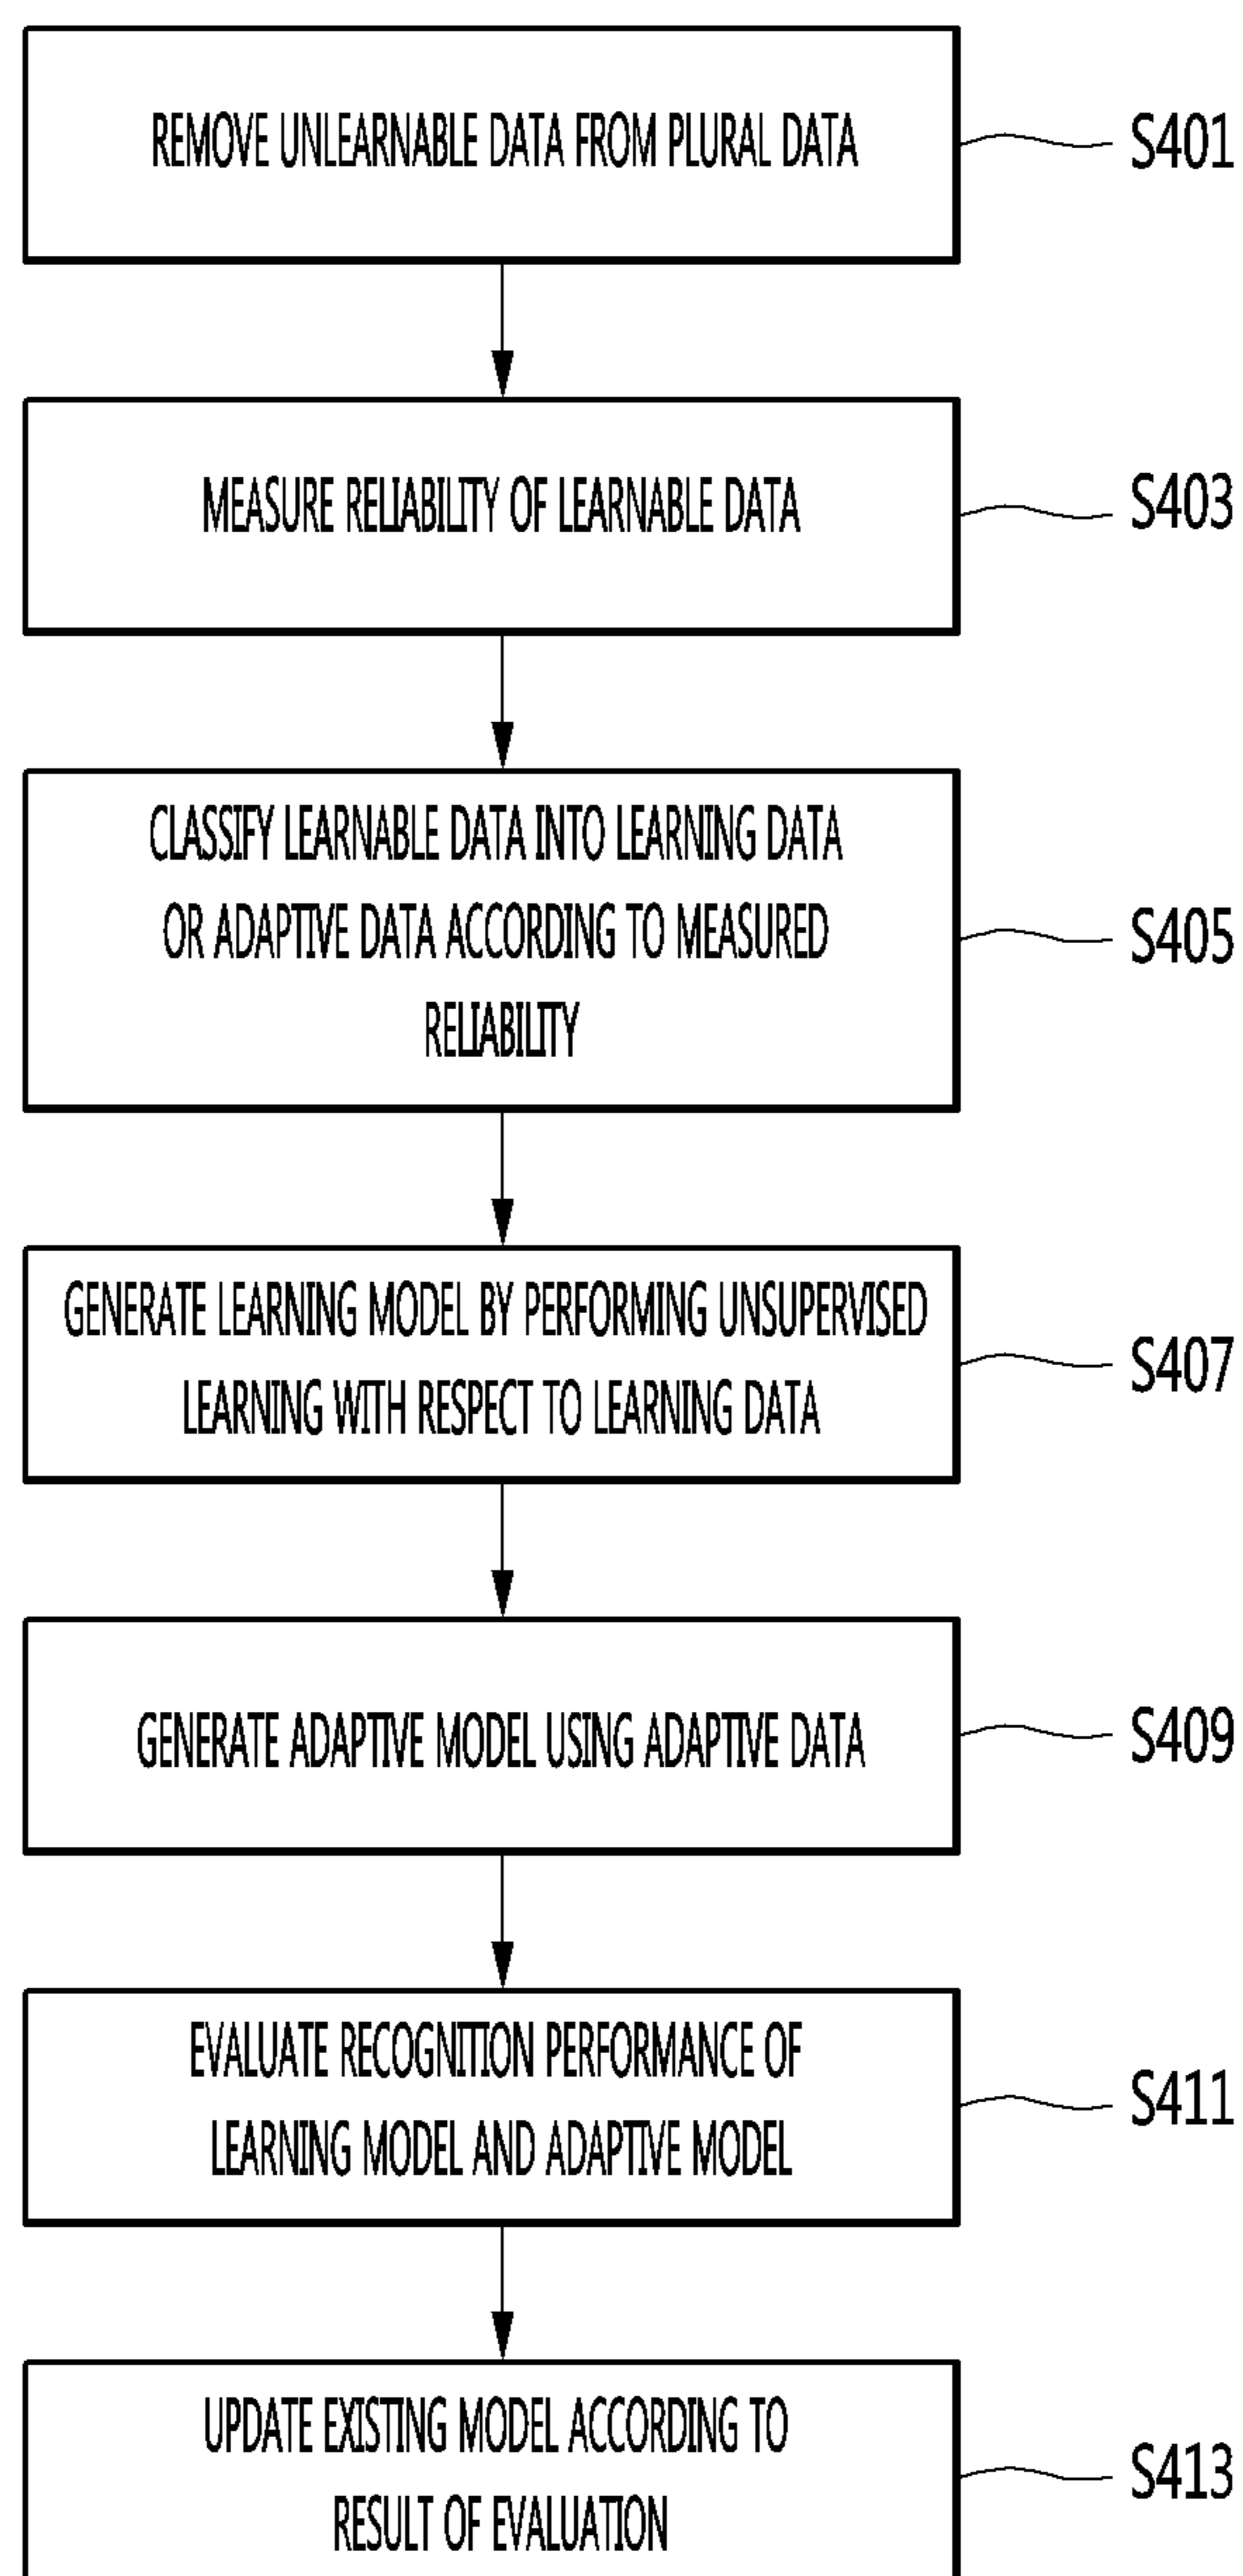 REMOVE UNLEARNABLE DATA FROM PLURAL DATA
S401
MEASURE RELIABILITY OF LEARNABLE DATA
S403
CLASSIFY LEARNABLE DATA INTO LEARNING DATA
OR ADAPTIVE DATA ACCORDING TO MEASURED
RELIABILITY
S405
GENERATE LEARNING MODEL BY PERFORMING UNSUPERVISED
LEARNING WITH RESPECT TO LEARNING DATA
S407
GENERATE ADAPTIVE MODEL USING ADAPTIVE DATA
S409
EVALUATE RECOGNITION PERFORMANCE OF
LEARNING MODEL AND ADAPTIVE MODEL
S411
UPDATE EXISTING MODEL ACCORDING TO
RESULT OF EVALUATION
S413